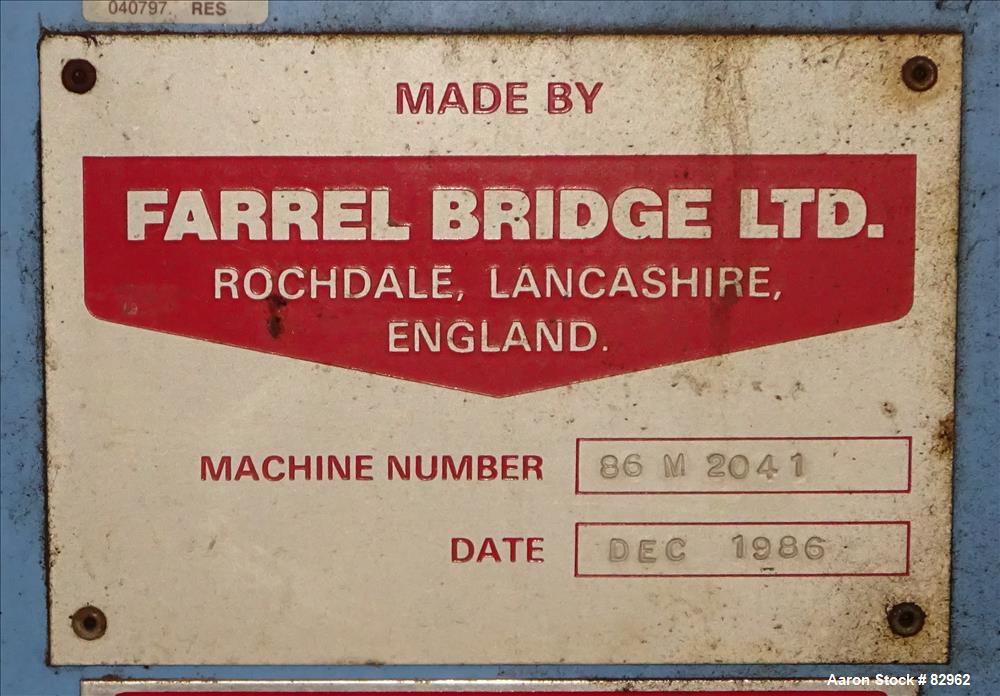 040797. RES
MADE BY
FARREL BRIDGE LTD.
ROCHDALE, LANCASHIRE,
ENGLAND.
MACHINE NUMBER 86 M 2041
DATE DEC 1986
Aaron Stock # 82962